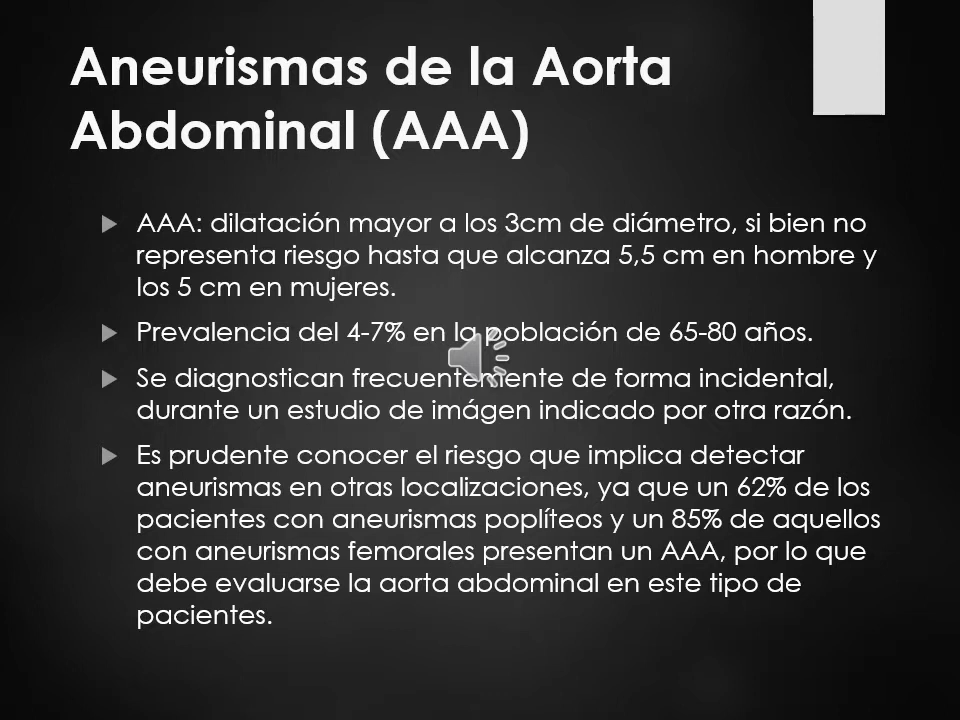 Aneurismas de la Aorta
Abdominal (AAA)
AAA: dilatación mayor a los 3cm de diámetro, si bien no
representa riesgo hasta que alcanza 5,5 cm en hombre y
los 5 cm en mujeres.
Prevalencia del 4-7% en la población de 65-80 años.
Se diagnostican frecuentemente de forma incidental,
durante un estudio de imágen indicado por otra razón.
Es prudente conocer el riesgo que implica detectar
aneurismas en otras localizaciones, ya que un 62% de los
pacientes con aneurismas poplíteos y un 85% de aquellos
con aneurismas femorales presentan un AAA, por lo que
debe evaluarse la aorta abdominal en este tipo de
pacientes.